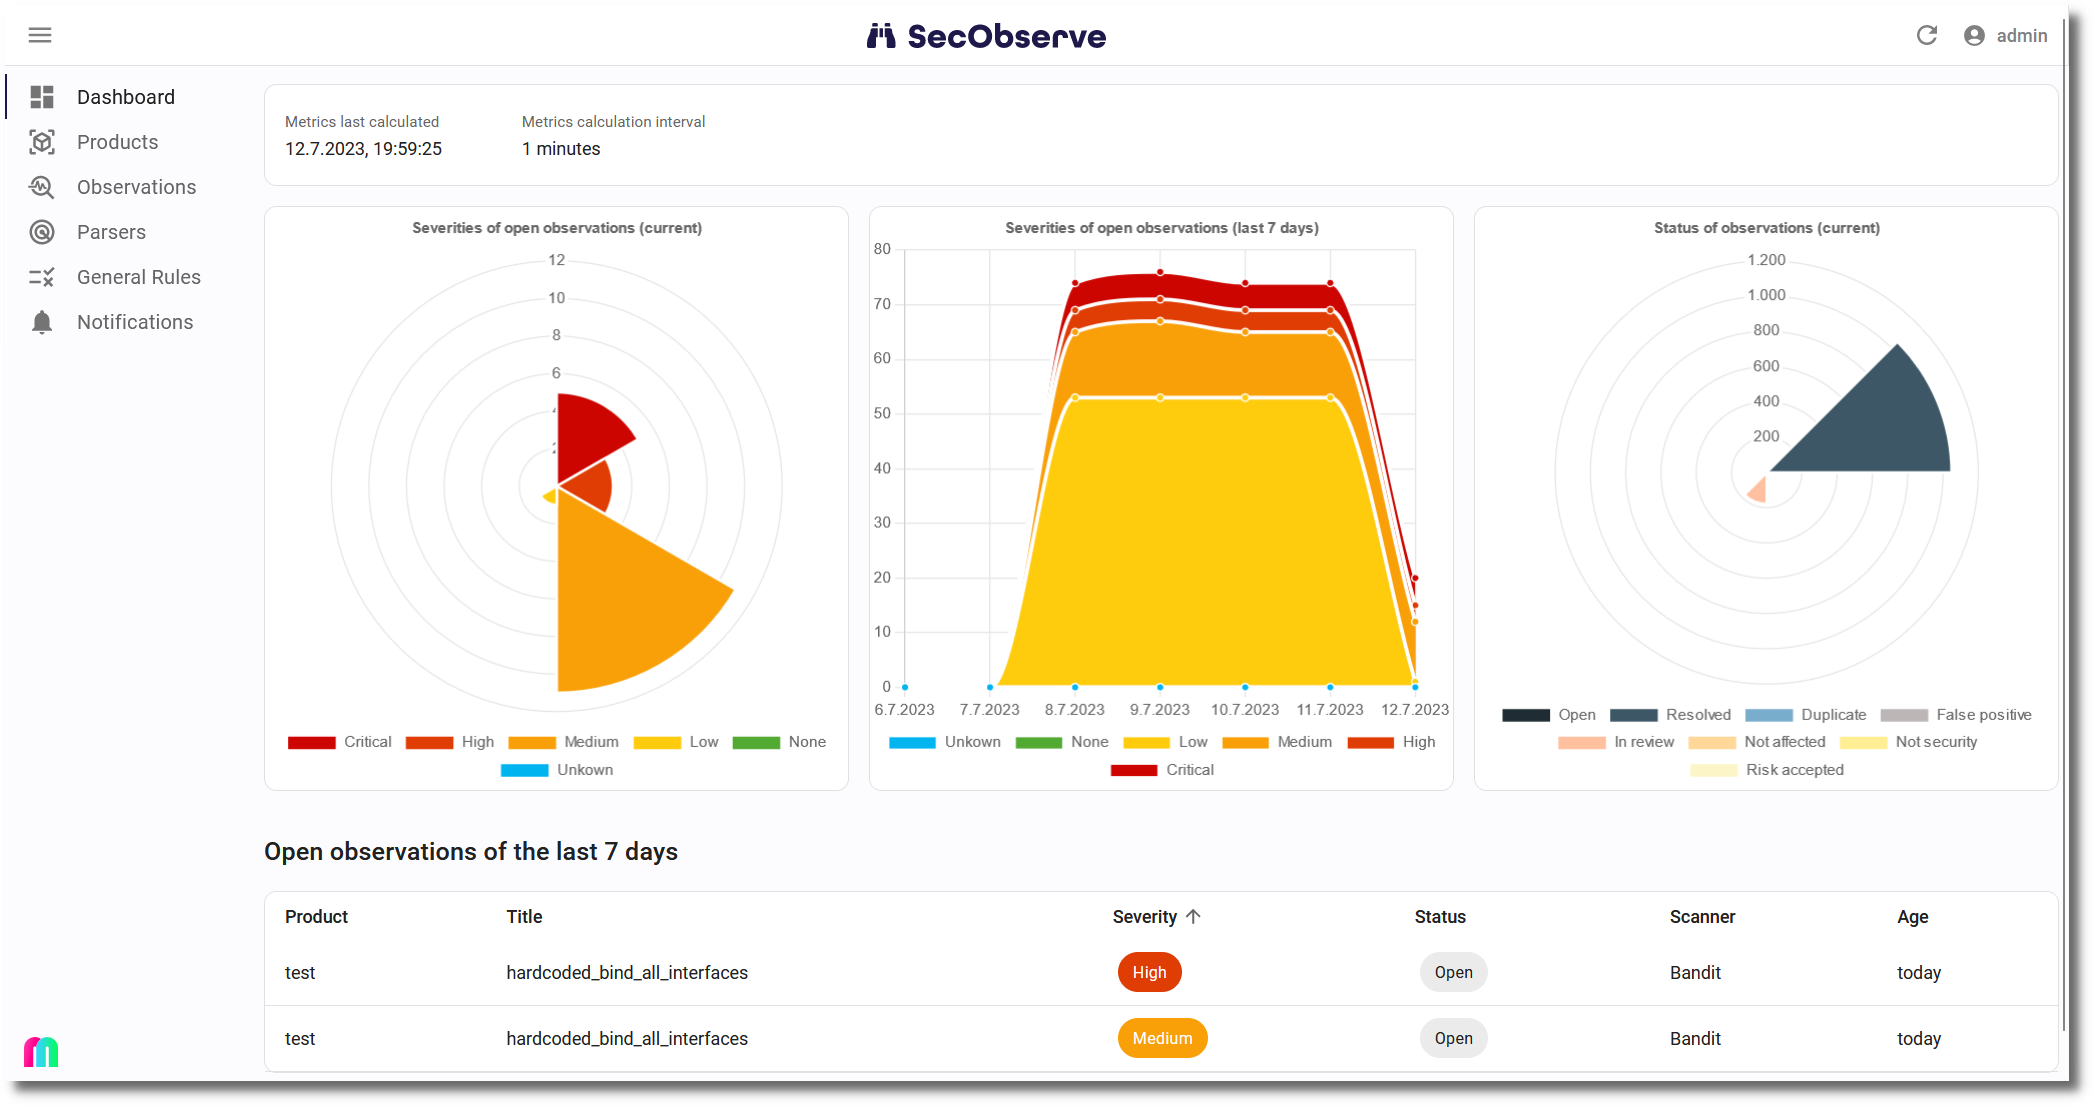 SecObserve
admin
Dashboard
Products
Observations
Parsers
General Rules
Notifications
Metrics last calculated
12.7.2023, 19:59:25
Metrics calculation interval
1 minutes
Severities of open observations (current)
12
10
8
6
Critical High Medium Low None
Unkown
Severities of open observations (last 7 days)
80
70
60
50
40
30
20
10
0
6.7.2023 7.7.2023 8.7.2023 9.7.2023 10.7.2023 11.7.2023 12.7.2023
Unkown None Low Medium High
Critical
Status of observations (current)
1.200
1.000
800
600
400
200
Open Resolved Duplicate False positive
In review Not affected Not security
Risk accepted
Open observations of the last 7 days
Product Title Severity Status Scanner Age
test hardcoded_bind_all_interfaces High Open Bandit today
test hardcoded_bind_all_interfaces Medium Open Bandit today